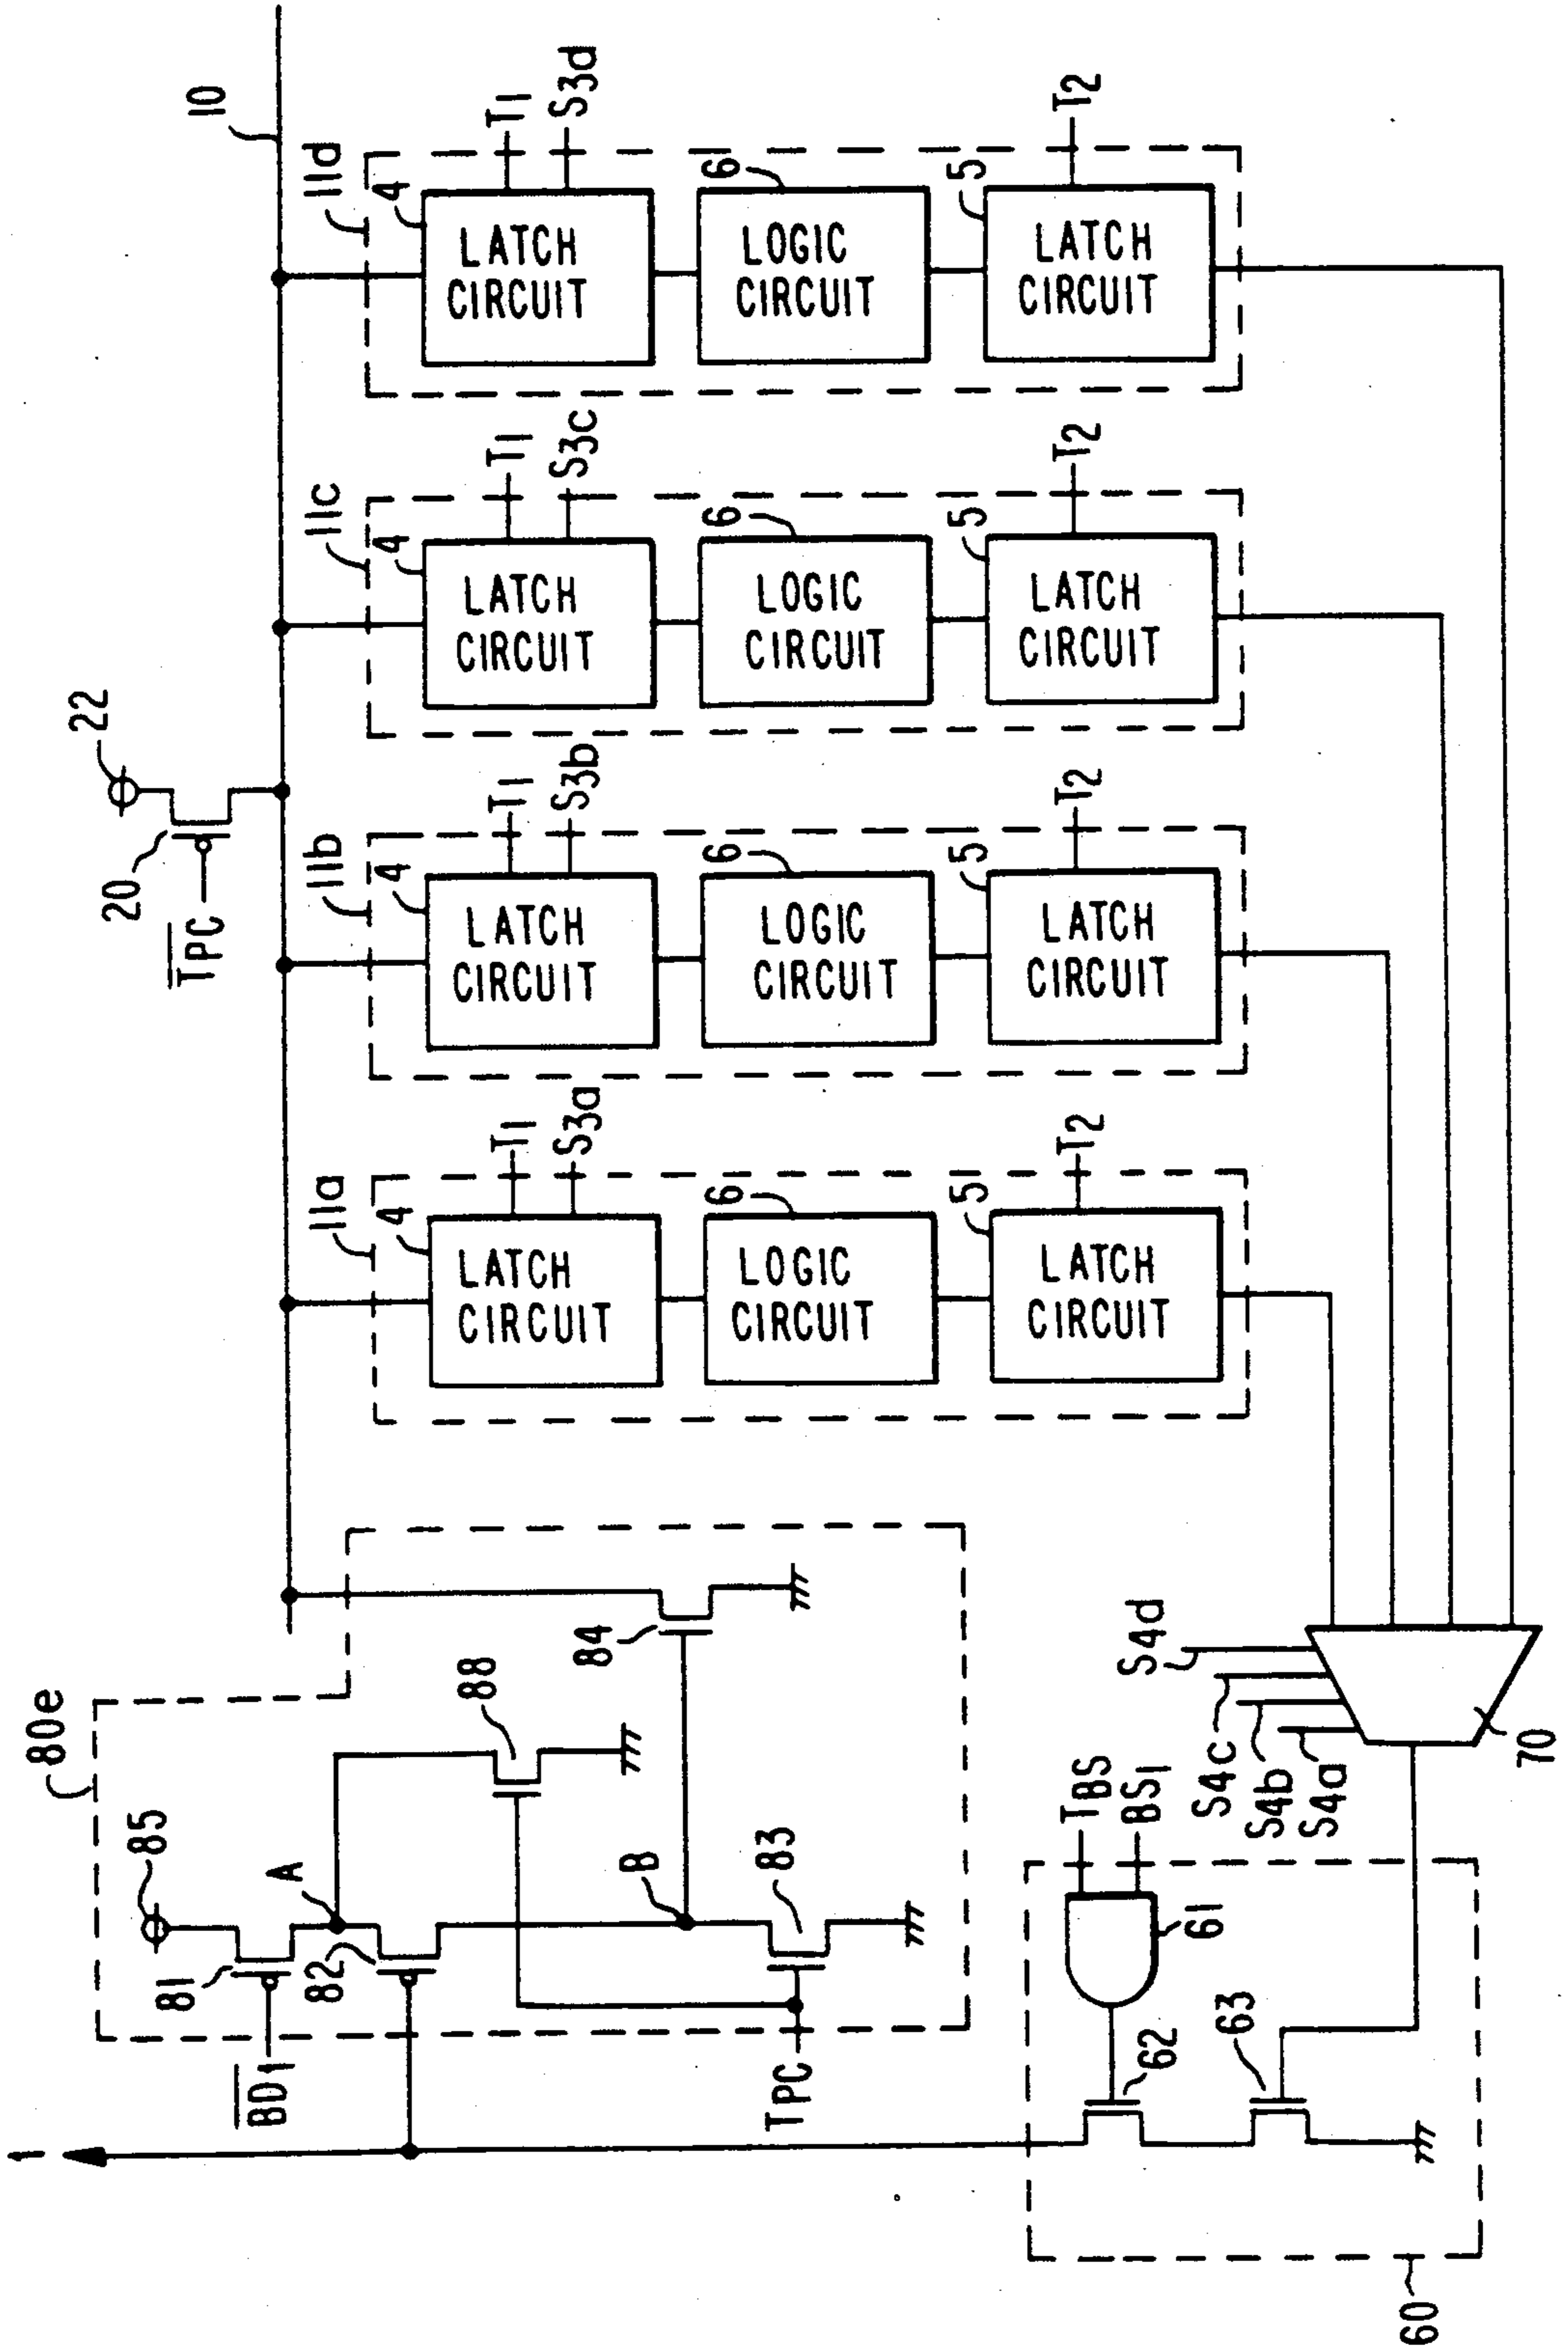 10
22
20
T̅P̅C̅
11a
4
LATCH
CIRCUIT
T1
S3a
6
LOGIC
CIRCUIT
5
LATCH
CIRCUIT
T2
11b
4
LATCH
CIRCUIT
T1
S3b
6
LOGIC
CIRCUIT
5
LATCH
CIRCUIT
T2
11c
4
LATCH
CIRCUIT
T1
S3c
6
LOGIC
CIRCUIT
5
LATCH
CIRCUIT
T2
11d
4
LATCH
CIRCUIT
T1
S3d
6
LOGIC
CIRCUIT
5
LATCH
CIRCUIT
T2
1
80e
85
81
B̅D̅1̅
A
82
88
B
84
83
TPC
60
61
62
63
TBS
BS1
S4d
S4c
S4b
S4a
70